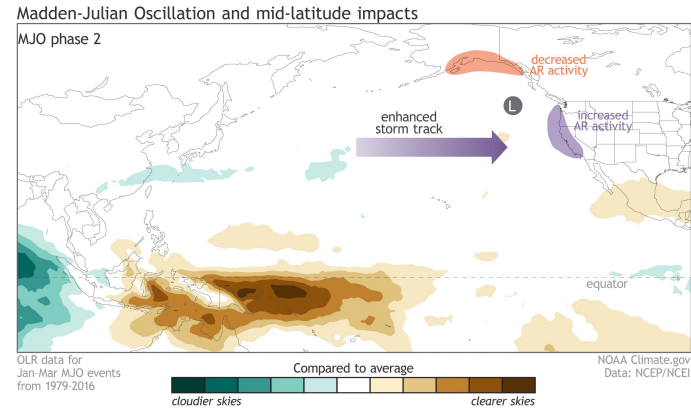 Madden-Julian Oscillation and mid-latitude impacts
MJO phase 2
decreased
AR activity
L
enhanced
storm track
increased
AR activity
equator
OLR data for
Jan-Mar MJO events
from 1979-2016
Compared to average
NOAA Climate.gov
Data: NCEP/NCEI
cloudier skies
clearer skies